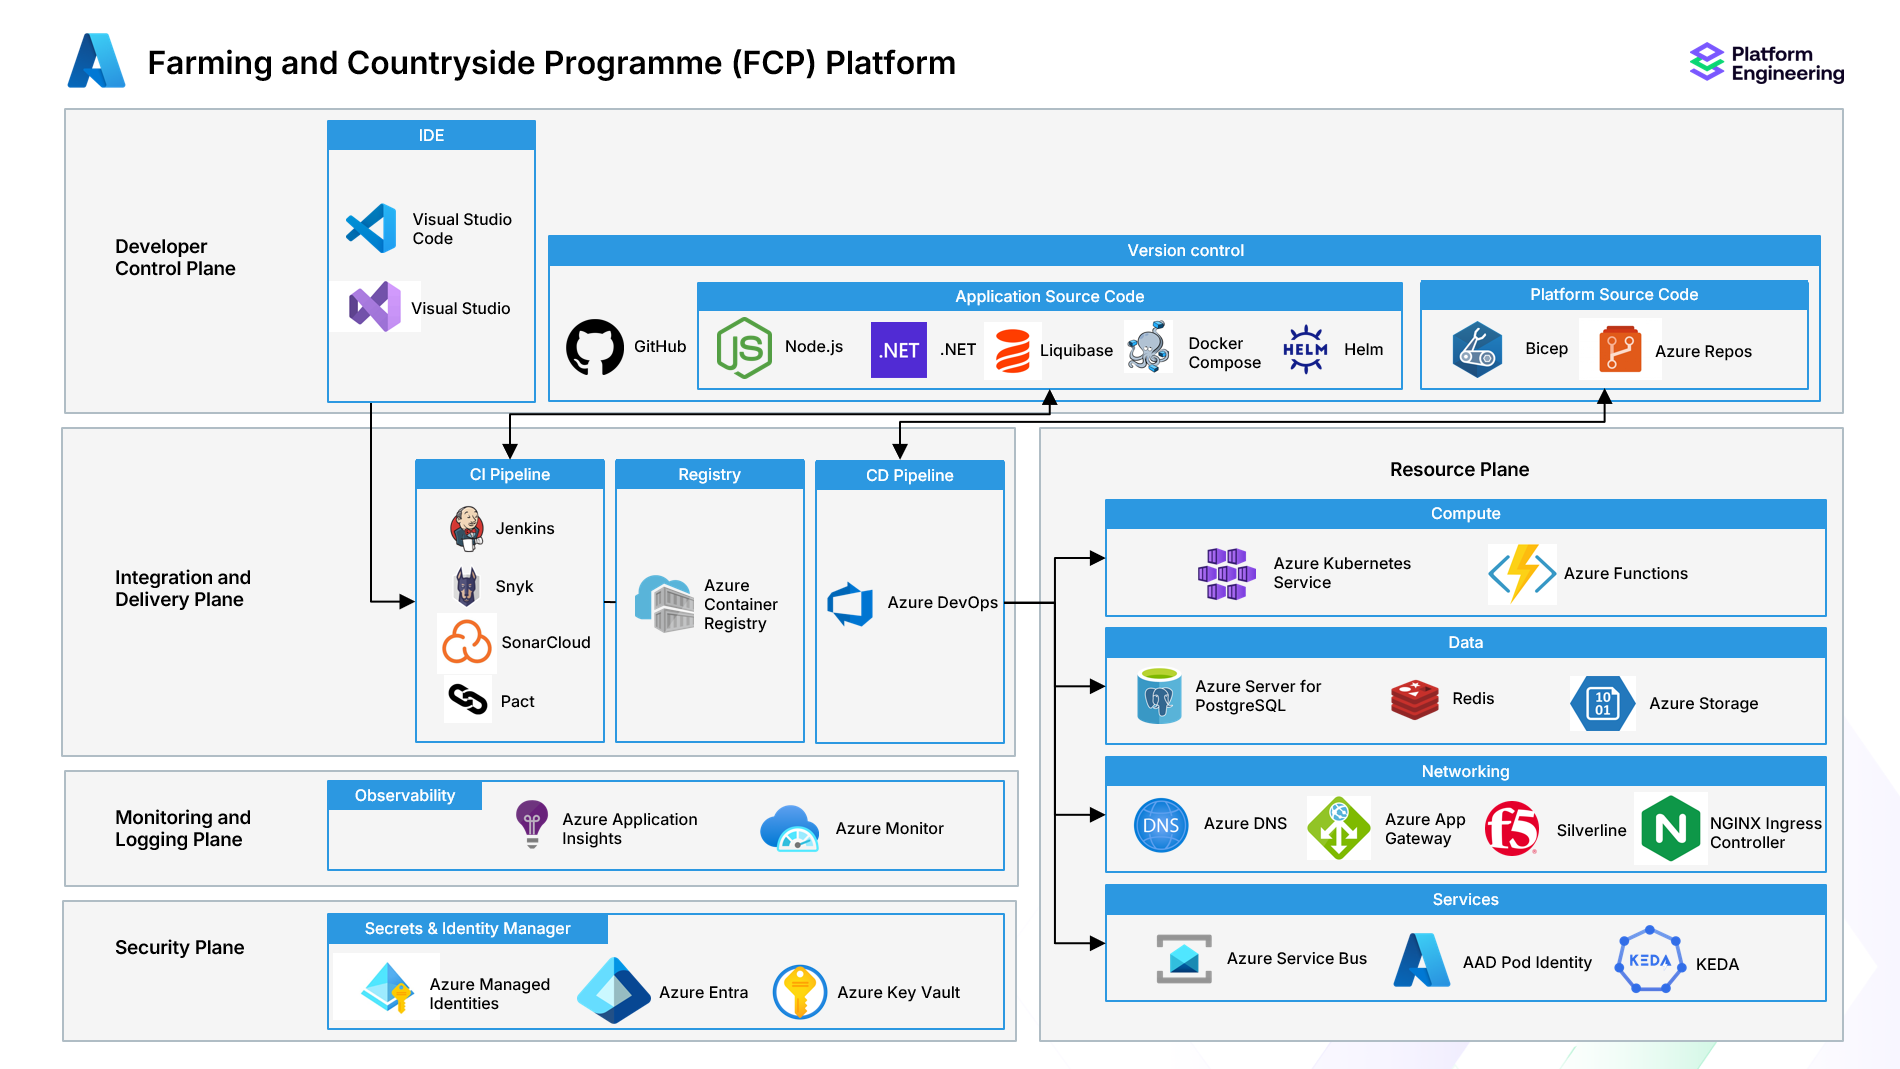 Farming and Countryside Programme (FCP) Platform
Platform
Engineering
Developer
Control Plane
IDE
Visual Studio
Code
Visual Studio
Version control
GitHub
Application Source Code
JS
Node.js
.NET
.NET
Liquibase
Docker
Compose
HELM
Helm
Platform Source Code
Bicep
Azure Repos
Integration and
Delivery Plane
CI Pipeline
Jenkins
Snyk
SonarCloud
Pact
Registry
Azure
Container
Registry
CD Pipeline
Azure DevOps
Resource Plane
Compute
Azure Kubernetes
Service
Azure Functions
Data
Azure Server for
PostgreSQL
Redis
10
01
Azure Storage
Networking
DNS
Azure DNS
Azure App
Gateway
f5
Silverline
N
NGINX Ingress
Controller
Services
Azure Service Bus
AAD Pod Identity
KEDA
KEDA
Monitoring and
Logging Plane
Observability
Azure Application
Insights
Azure Monitor
Security Plane
Secrets & Identity Manager
Azure Managed
Identities
Azure Entra
Azure Key Vault